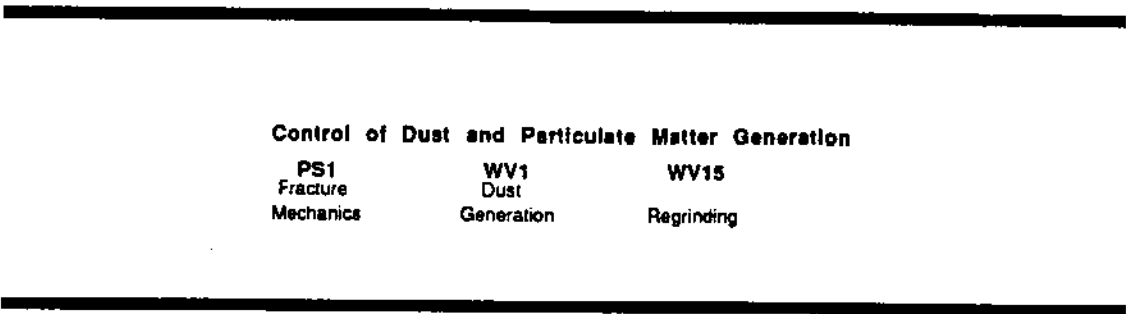 Control of Dust and Particulate Matter Generation
PS1 WV1 WV15
Fracture Dust
Mechanics Generation Regrinding